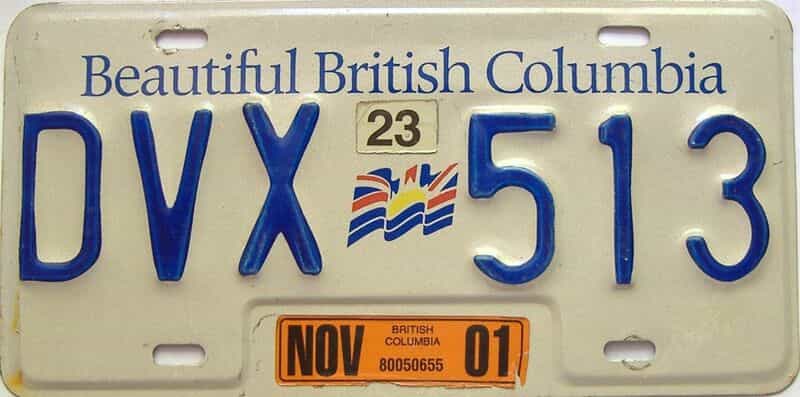 Beautiful British Columbia
23
DVX 513
NOV BRITISH COLUMBIA 01
80050655